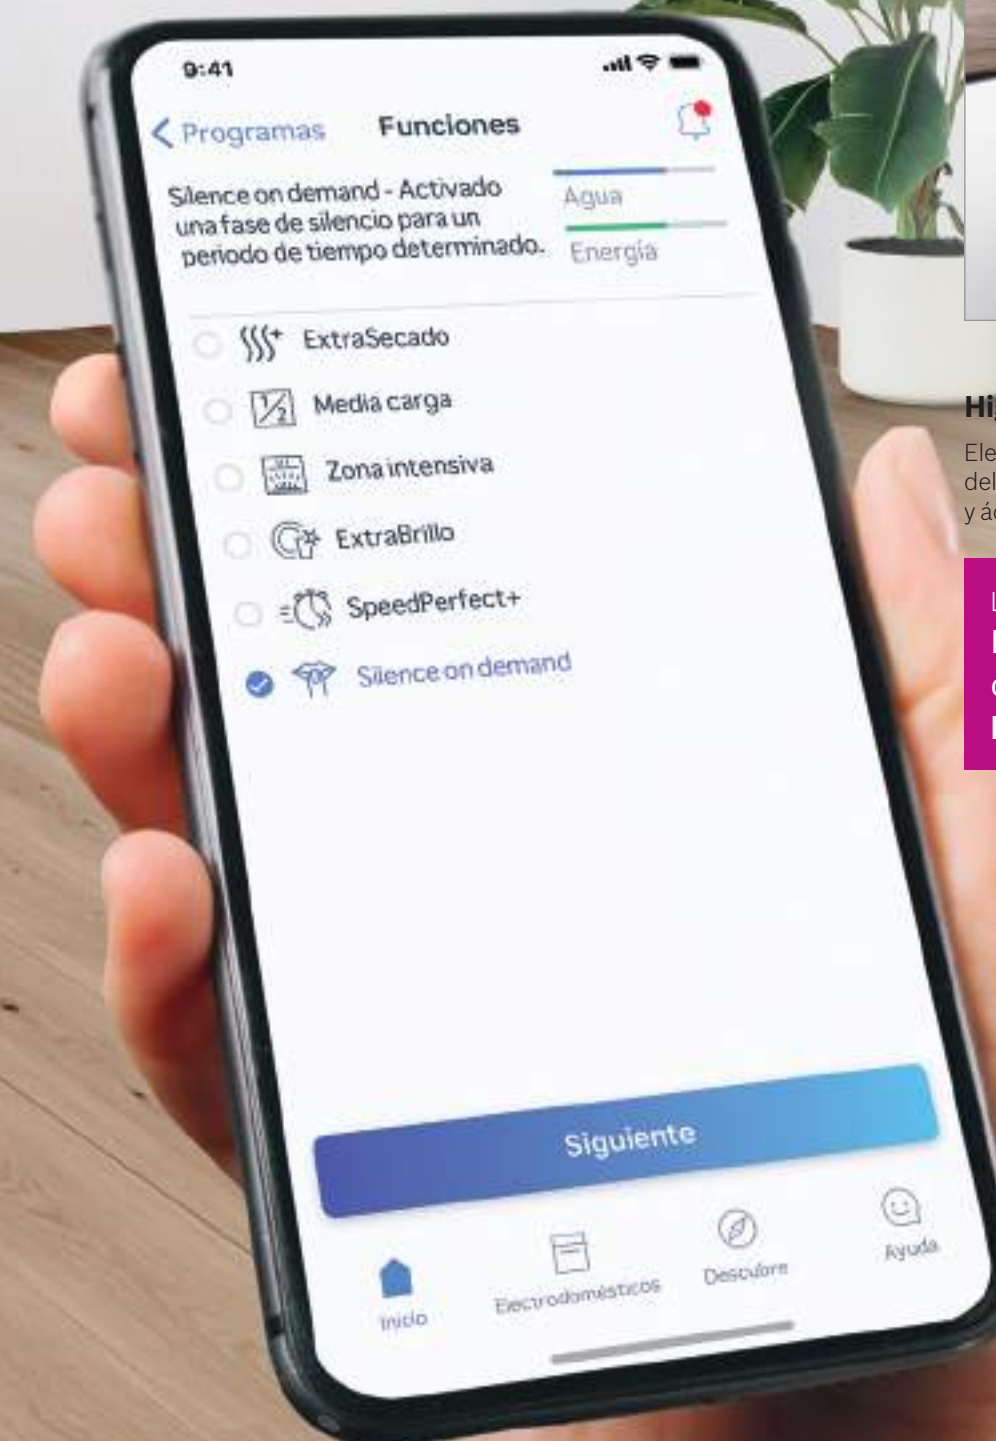 9:41
Programas
Funciones
Silence on demand - Activado
una fase de silencio para un
periodo de tiempo determinado.
Agua
Energía
ExtraSecado
1/2
Media carga
Zona intensiva
ExtraBrillo
SpeedPerfect+
Silence on demand
Siguiente
Inicio
Electrodomésticos
Descubre
Ayuda
Hi
Ele
del
y